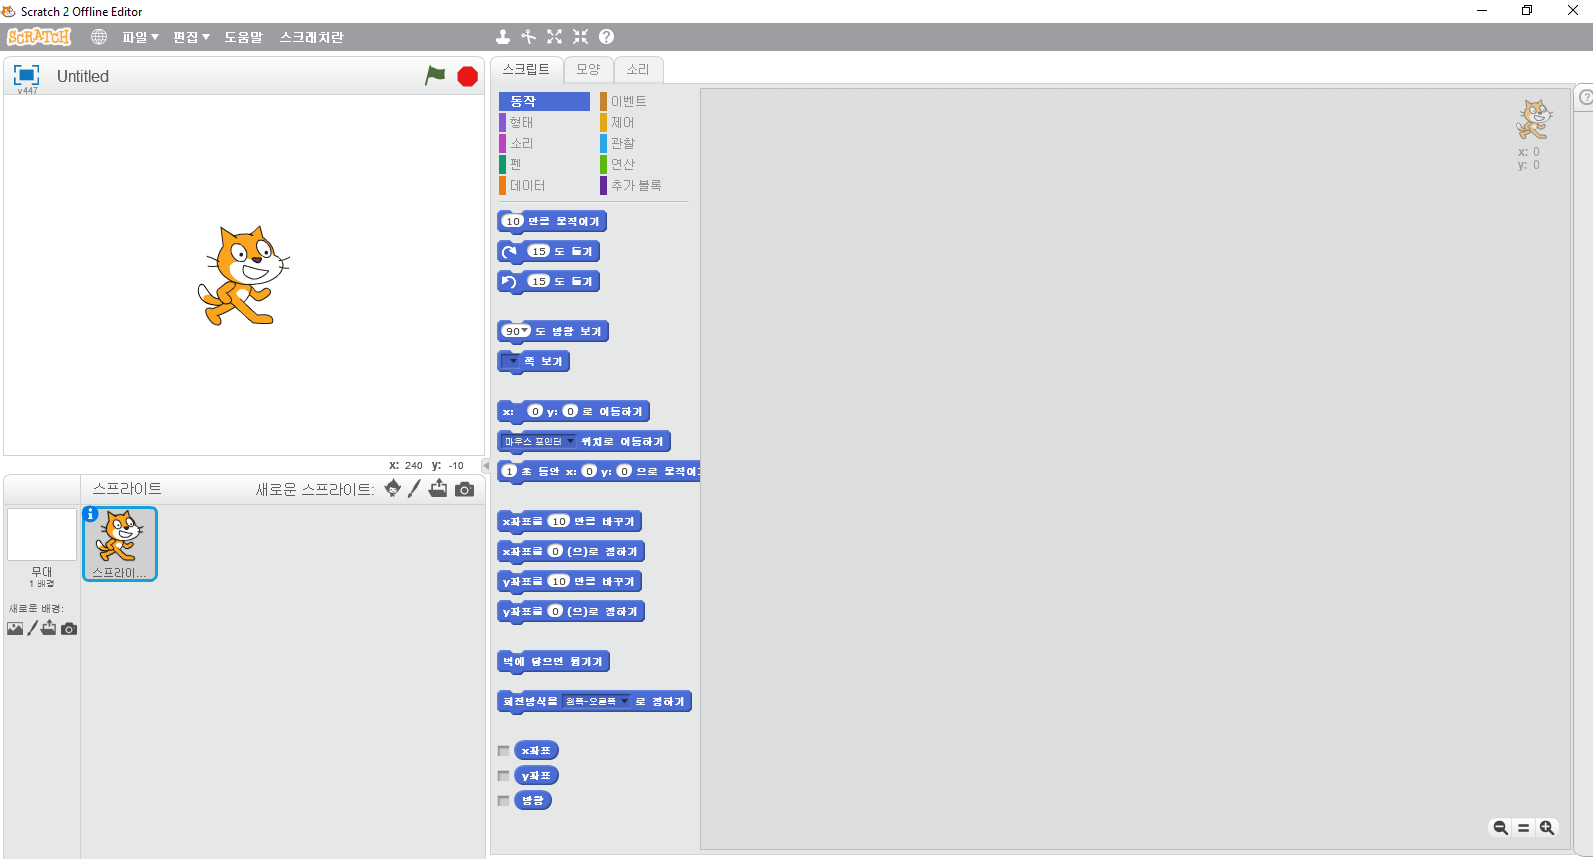 Scratch 2 Offline Editor
SCRATCH 파일 편집 도움말 스크래치란
v447
Untitled
x: 240 y: -10
스프라이트 새로운 스프라이트:
무대
1 배경
새로운 배경:
스프라이...
스크립트 모양 소리
동작 이벤트
형태 제어
소리 관찰
펜 연산
데이터 추가 블록
10 만큼 움직이기
15 도 돌기
15 도 돌기
90 도 방향 보기
쪽 보기
x: 0 y: 0 로 이동하기
마우스 포인터 위치로 이동하기
1 초 동안 x: 0 y: 0 으로 움직이기
x좌표를 10 만큼 바꾸기
x좌표를 0 (으)로 정하기
y좌표를 10 만큼 바꾸기
y좌표를 0 (으)로 정하기
벽에 닿으면 튕기기
회전방식을 왼쪽-오른쪽 로 정하기
x좌표
y좌표
방향
x: 0
y: 0